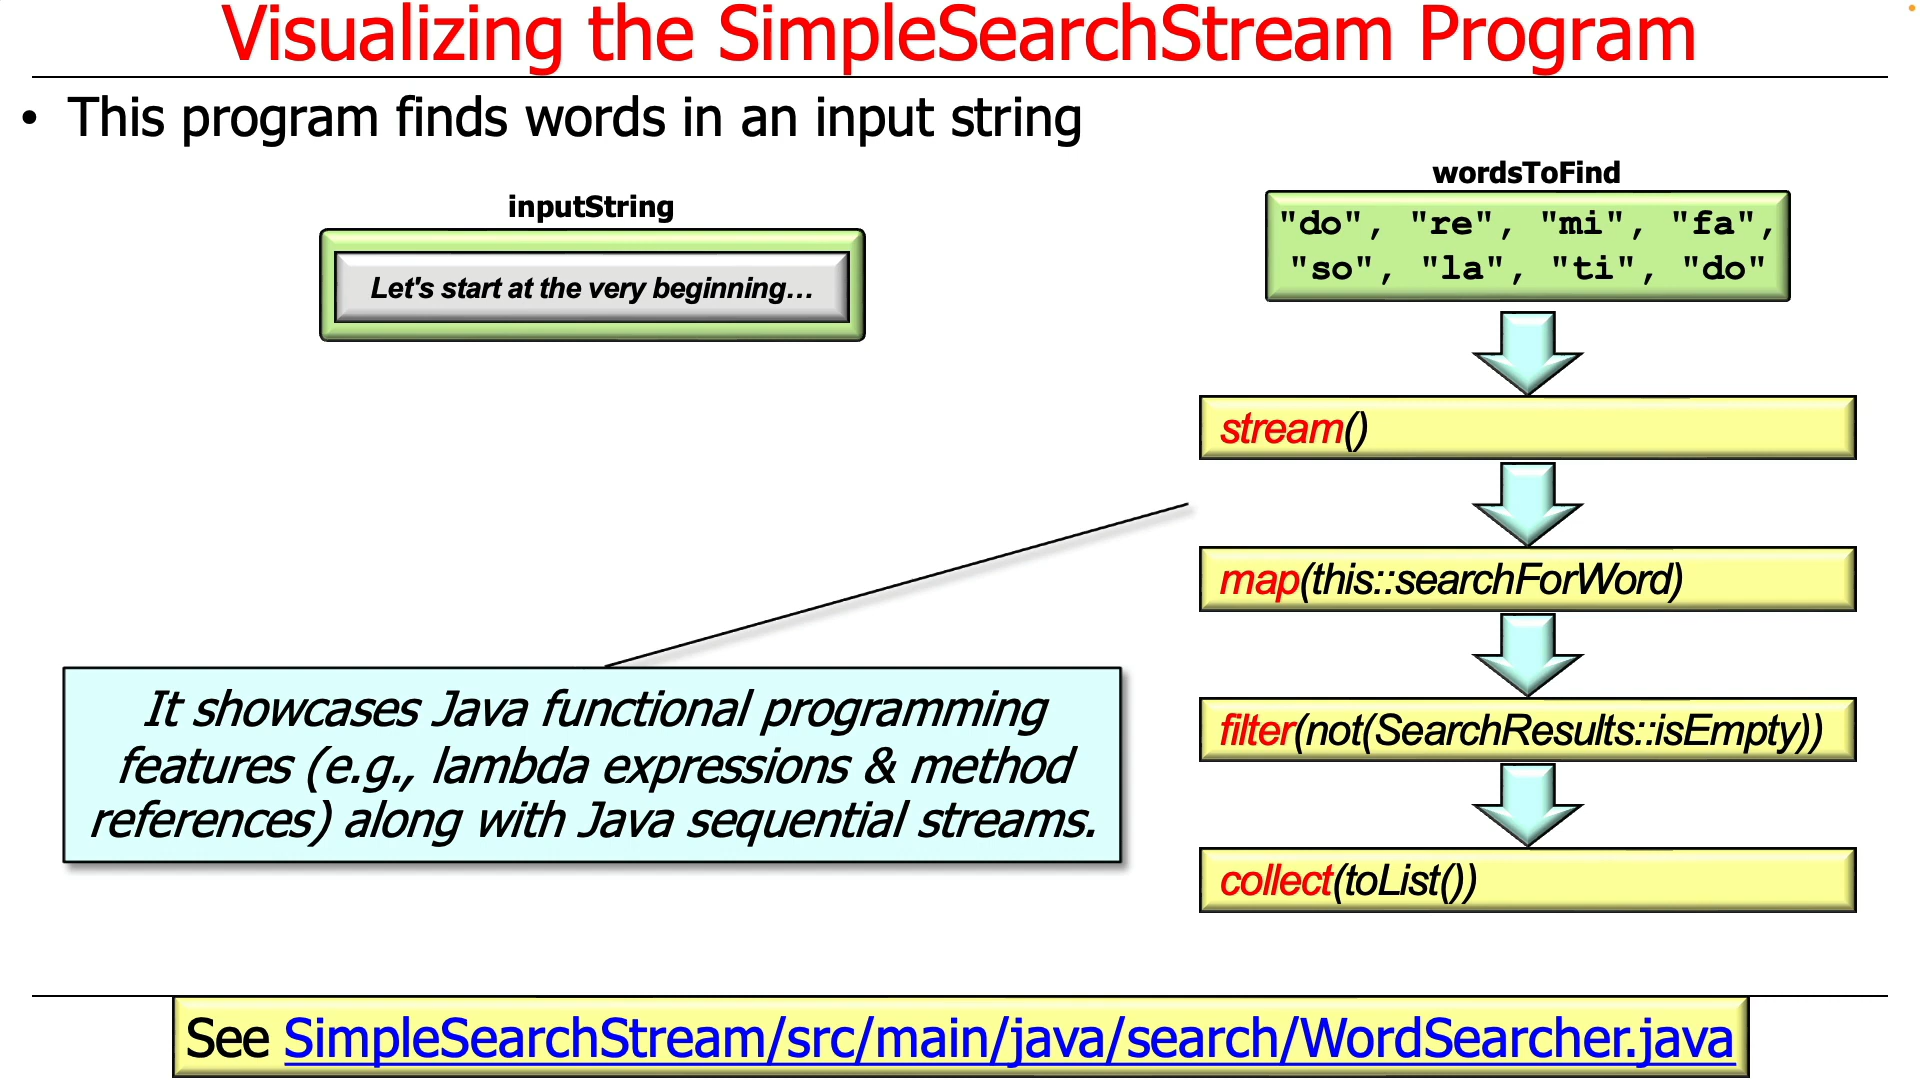 Visualizing the SimpleSearchStream Program
• This program finds words in an input string
inputString
Let's start at the very beginning…
wordsToFind
"do", "re", "mi", "fa",
"so", "la", "ti", "do"
stream()
map(this::searchForWord)
filter(not(SearchResults::isEmpty))
collect(toList())
It showcases Java functional programming
features (e.g., lambda expressions & method
references) along with Java sequential streams.
See SimpleSearchStream/src/main/java/search/WordSearcher.java